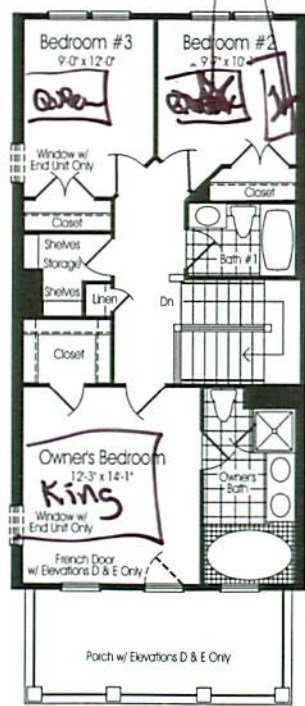 Bedroom #3
9'-0" x 12'-0"
Bedroom #2
Queen
Window w/
End Unit Only
Closet
Closet
Shelves
Storage
Shelves
Linen
Bath #1
Dn
Closet
Owner's Bedroom
12'-3" x 14'-1"
King
Window w/
End Unit Only
Owner's
Bath
French Door
w/ Elevations D & E Only
Porch w/ Elevations D & E Only